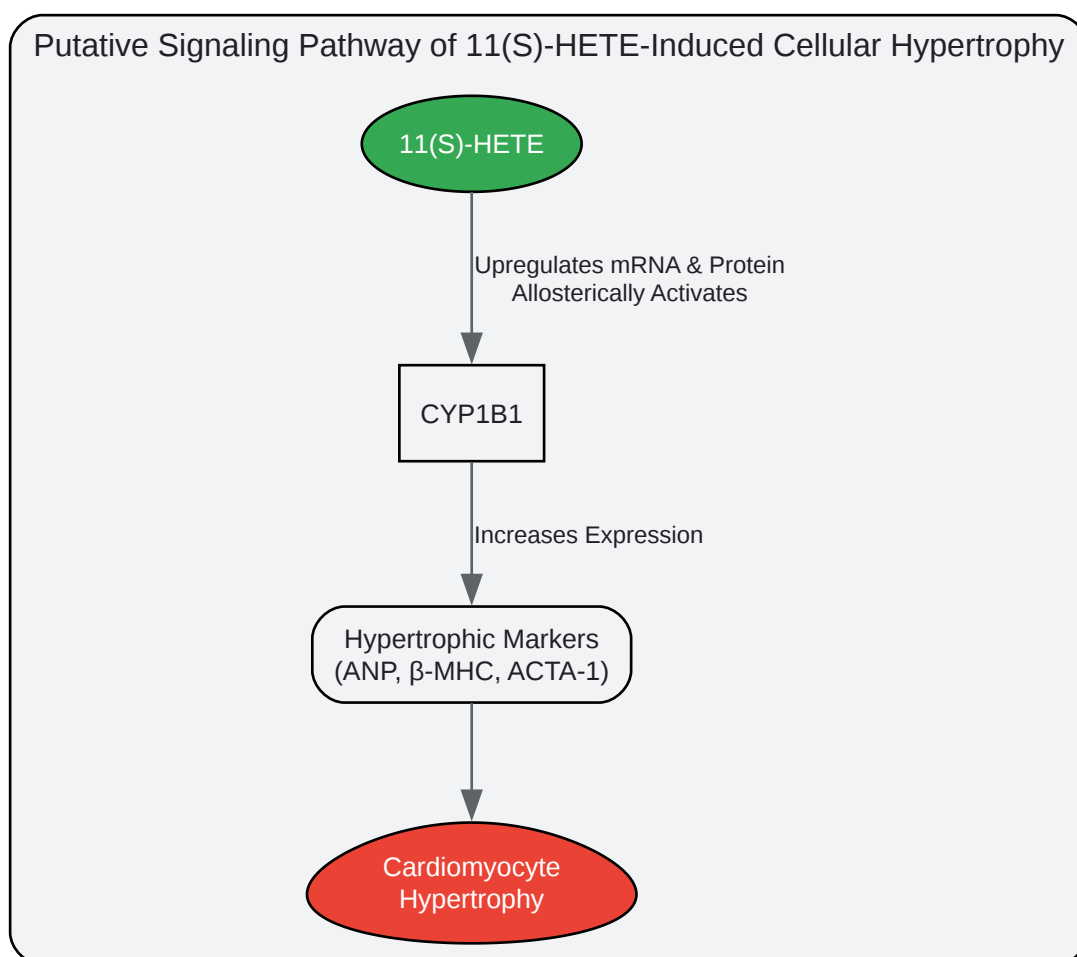 Putative Signaling Pathway of 11(S)-HETE-Induced Cellular Hypertrophy
11(S)-HETE
Upregulates mRNA & Protein
Allosterically Activates
CYP1B1
Increases Expression
Hypertrophic Markers
(ANP, β-MHC, ACTA-1)
Cardiomyocyte
Hypertrophy